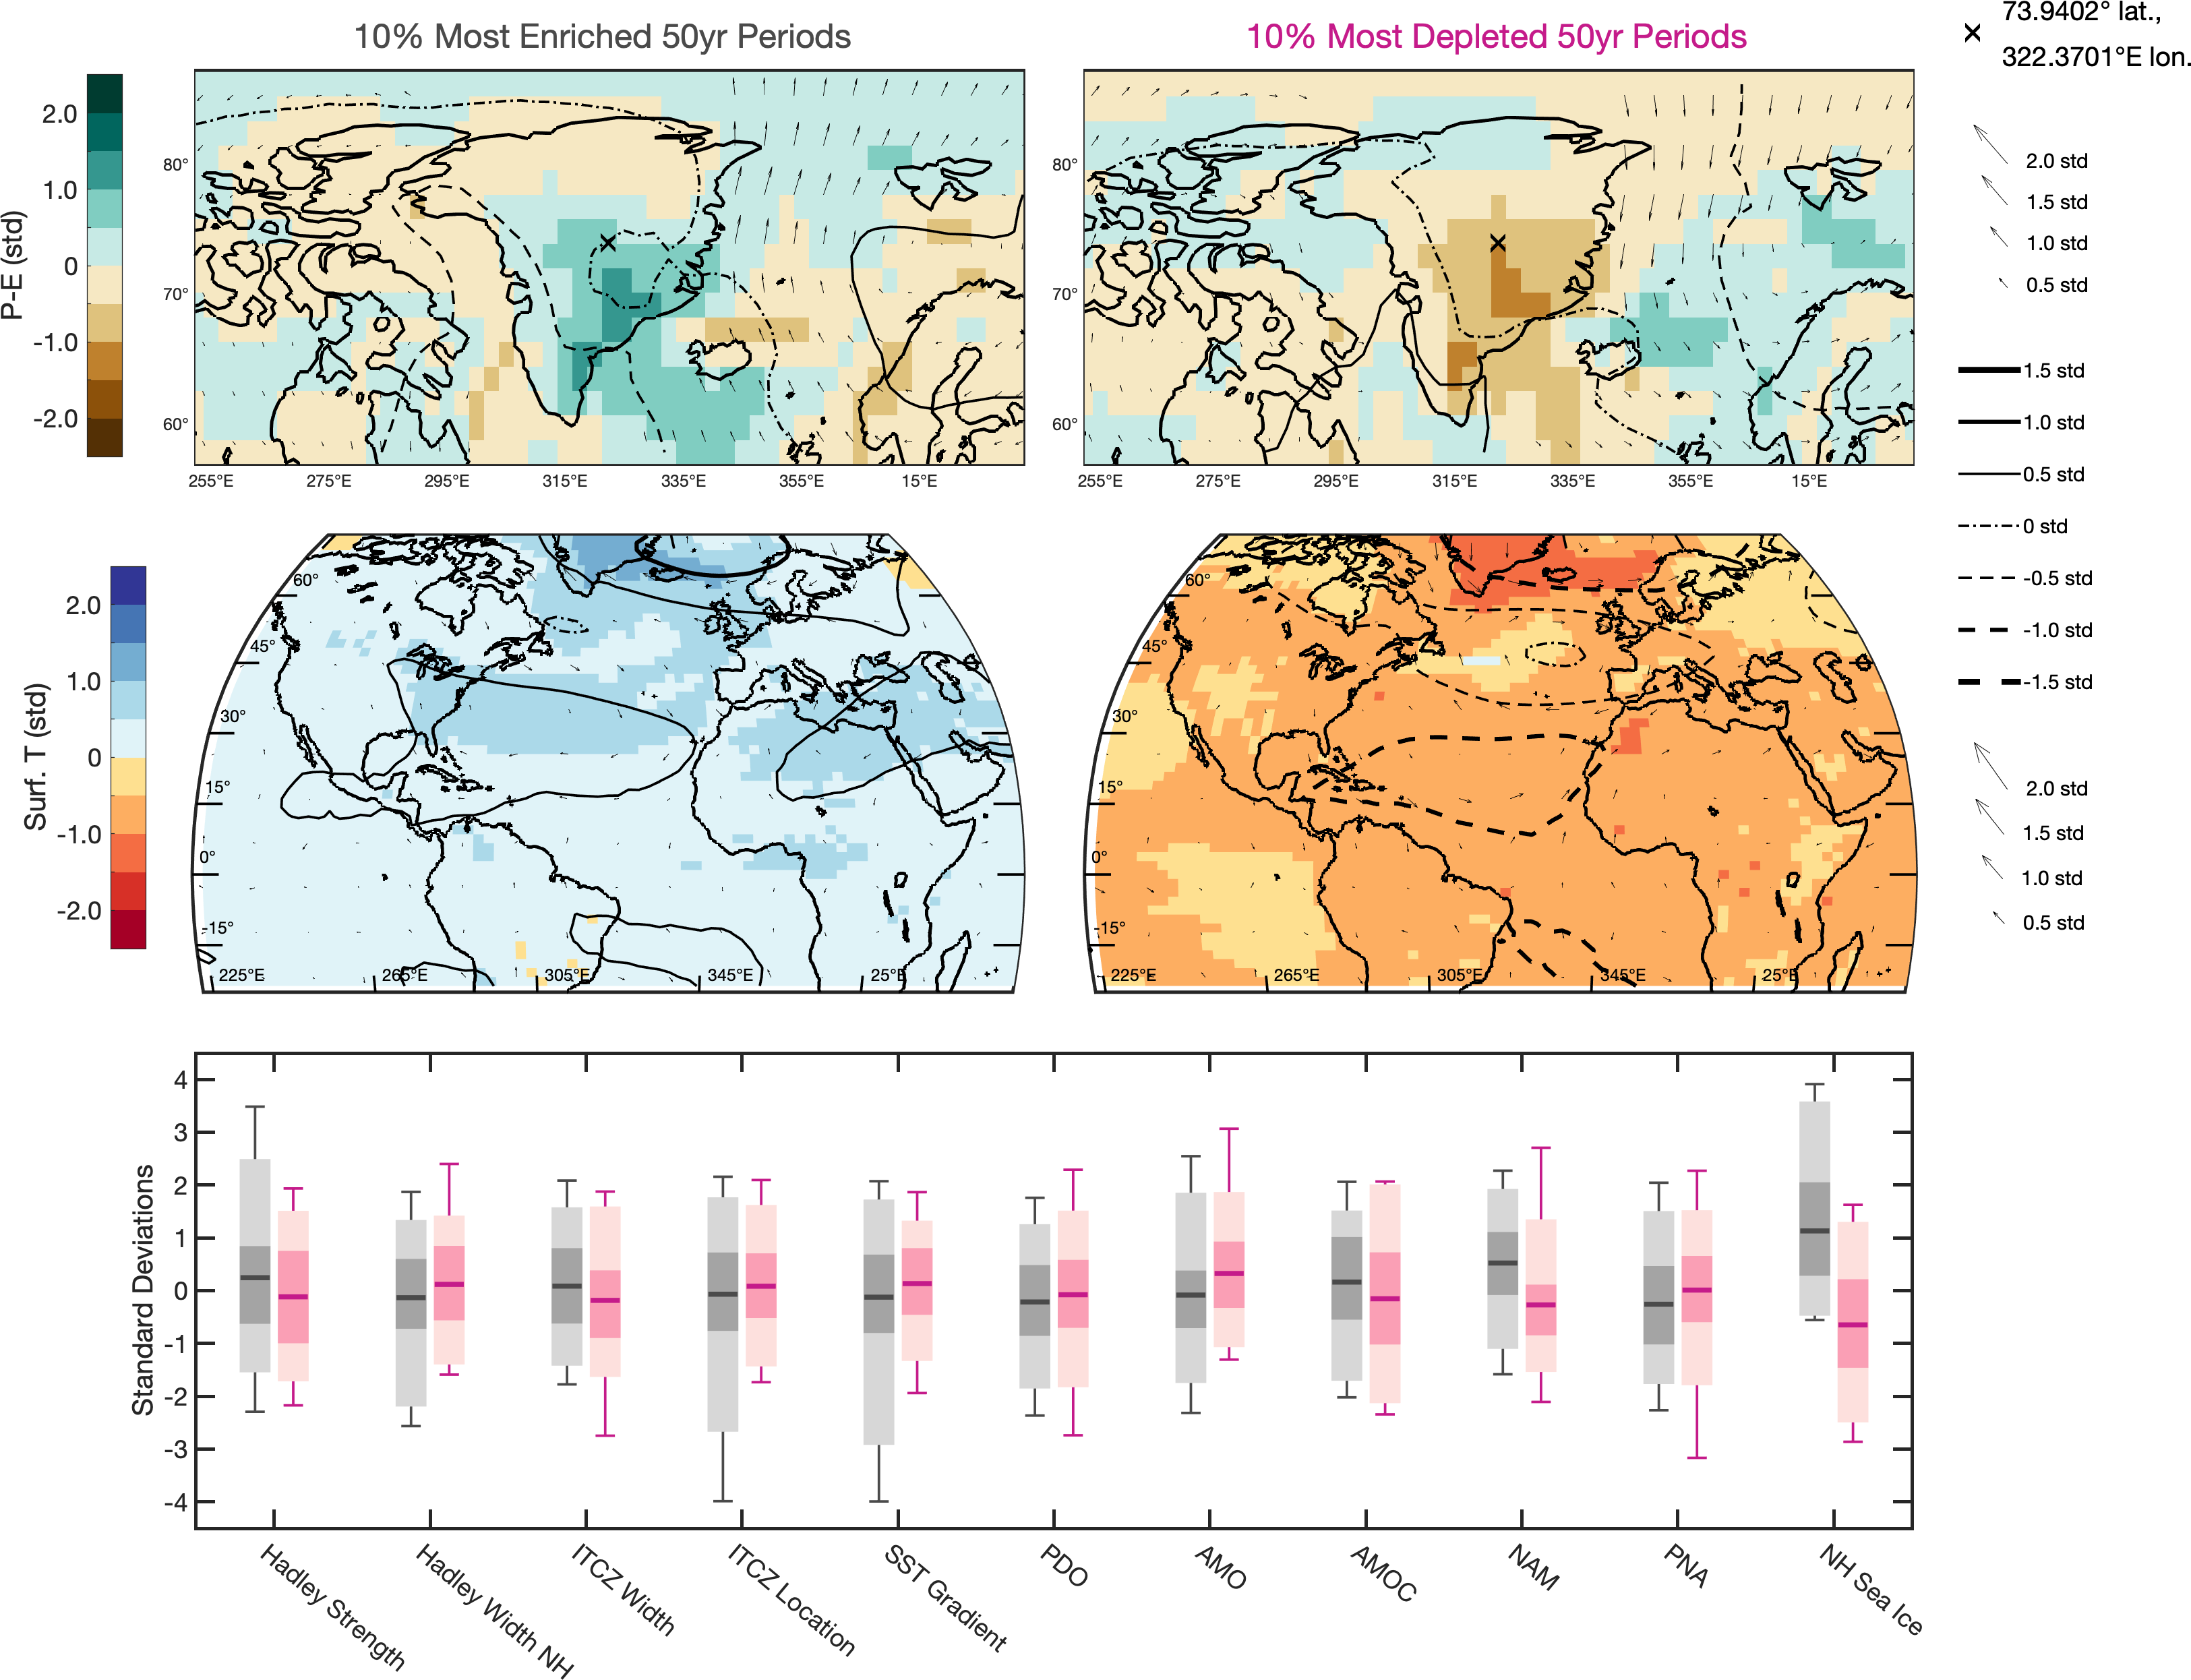 10% Most Enriched 50yr Periods
10% Most Depleted 50yr Periods
73.9402° lat.,
322.3701°E lon.
P-E (std)
2.0
1.0
0
-1.0
-2.0
80°
70°
60°
255°E 275°E 295°E 315°E 335°E 355°E 15°E
80°
70°
60°
255°E 275°E 295°E 315°E 335°E 355°E 15°E
2.0 std
1.5 std
1.0 std
0.5 std
1.5 std
1.0 std
0.5 std
0 std
-0.5 std
-1.0 std
-1.5 std
Surf. T (std)
2.0
1.0
0
-1.0
-2.0
60°
45°
30°
15°
0°
-15°
225°E 265°E 305°E 345°E 25°E
60°
45°
30°
15°
0°
-15°
225°E 265°E 305°E 345°E 25°E
2.0 std
1.5 std
1.0 std
0.5 std
Standard Deviations
4
3
2
1
0
-1
-2
-3
-4
Hadley Strength
Hadley Width NH
ITCZ Width
ITCZ Location
SST Gradient
PDO
AMO
AMOC
NAM
PNA
NH Sea Ice